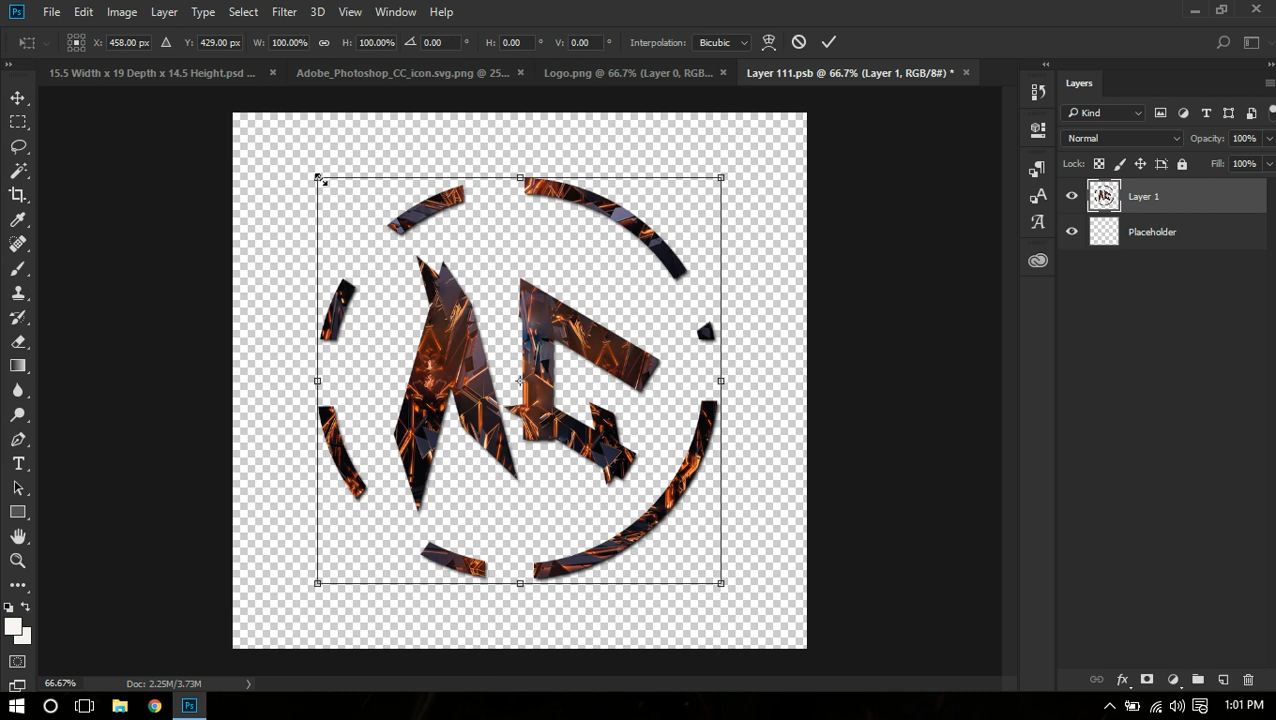 Ps File Edit Image Layer Type Select Filter 3D View Window Help
X: 458.00 px Y: 429.00 px W: 100.00% H: 100.00% 0.00 ° H: 0.00 ° V: 0.00 ° Interpolation: Bicubic
15.5 Width x 19 Depth x 14.5 Height.psd ... × Adobe_Photoshop_CC_icon.svg.png @ 25... × Logo.png @ 66.7% (Layer 0, RGB/8... × Layer 111.psb @ 66.7% (Layer 1, RGB/8#) * ×
Layers
Kind
Normal Opacity: 100%
Lock: Fill: 100%
Layer 1
Placeholder
66.67% Doc: 2.25M/3.73M
Ps 1:01 PM